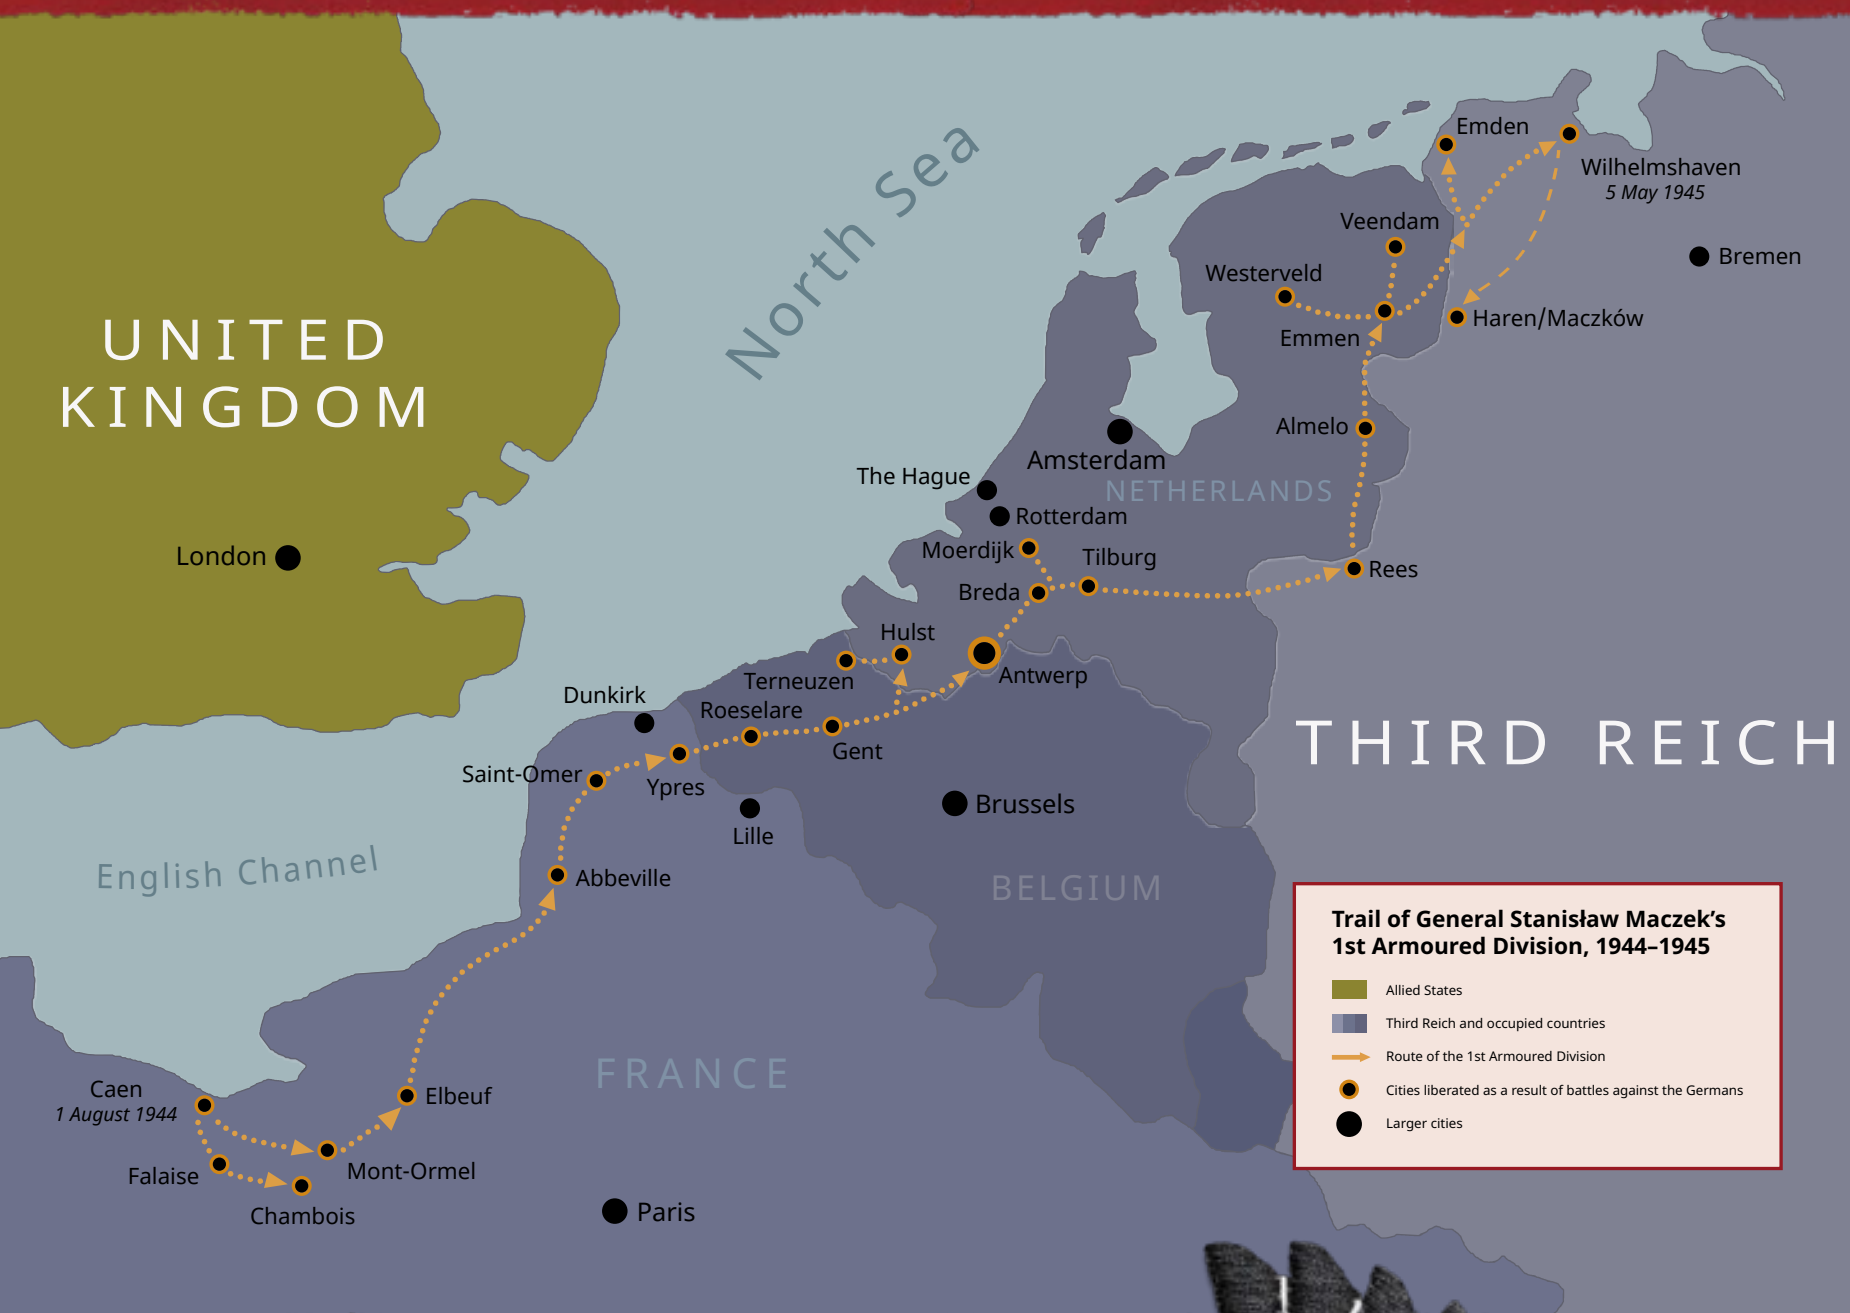 North Sea
Emden
Wilhelmshaven
5 May 1945
Veendam
Bremen
Westerveld
Haren/Maczków
Emmen
UNITED
KINGDOM
Almelo
Amsterdam
The Hague
NETHERLANDS
Rotterdam
Moerdijk
Tilburg
London
Rees
Breda
Hulst
Antwerp
Terneuzen
Dunkirk
Roeselare
THIRD REICH
Gent
Saint-Omer
Ypres
Brussels
Lille
English Channel
Abbeville
BELGIUM
Trail of General Stanisław Maczek’s
1st Armoured Division, 1944–1945
Allied States
Third Reich and occupied countries
Route of the 1st Armoured Division
Cities liberated as a result of battles against the Germans
Larger cities
FRANCE
Caen
1 August 1944
Elbeuf
Falaise
Mont-Ormel
Chambois
Paris